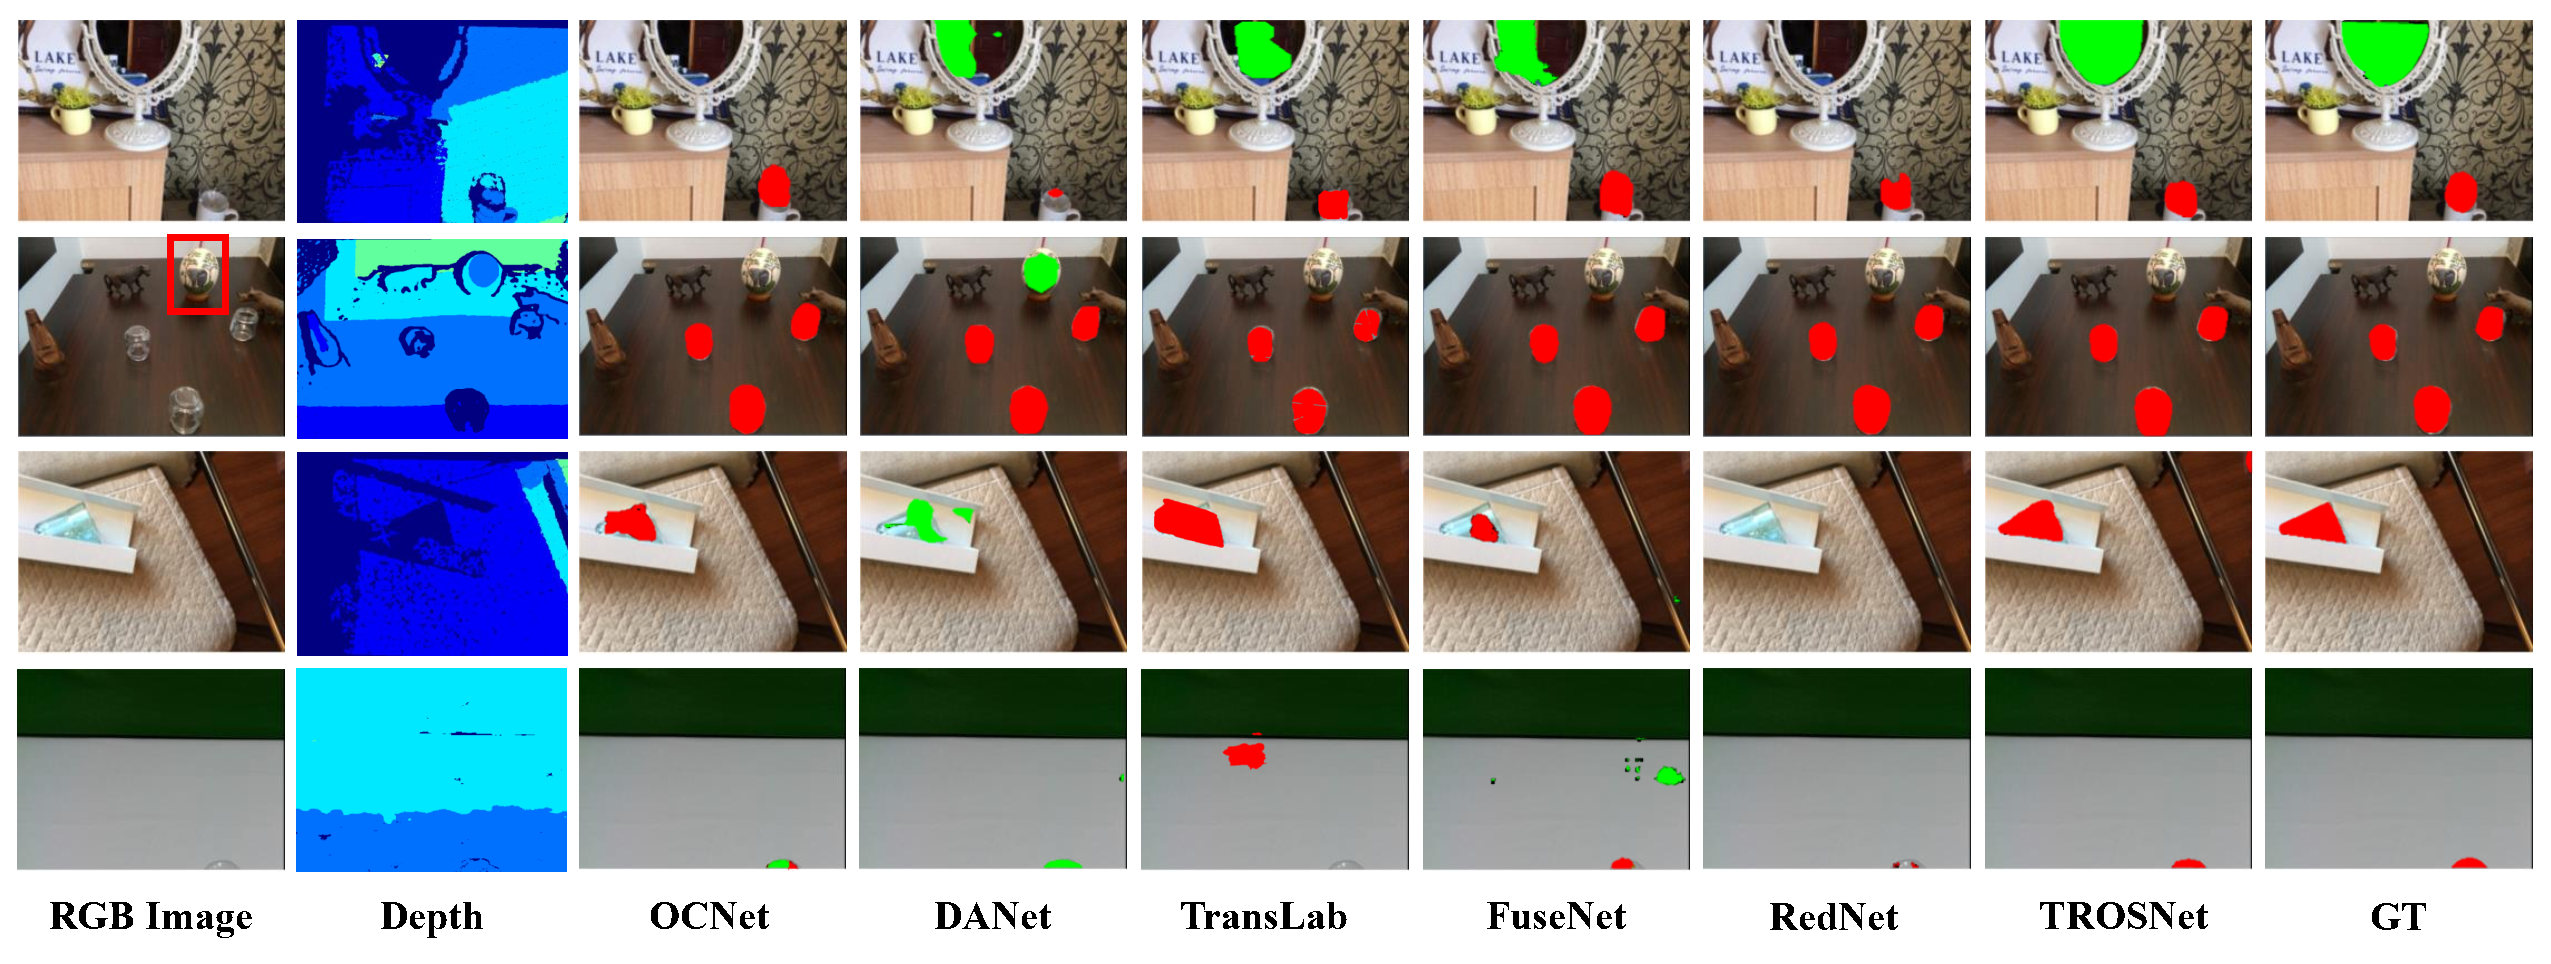 LAKE
LAKE
LAKE
LAKE
LAKE
LAKE
LAKE
LAKE
RGB Image
Depth
OCNet
DANet
TransLab
FuseNet
RedNet
TROSNet
GT